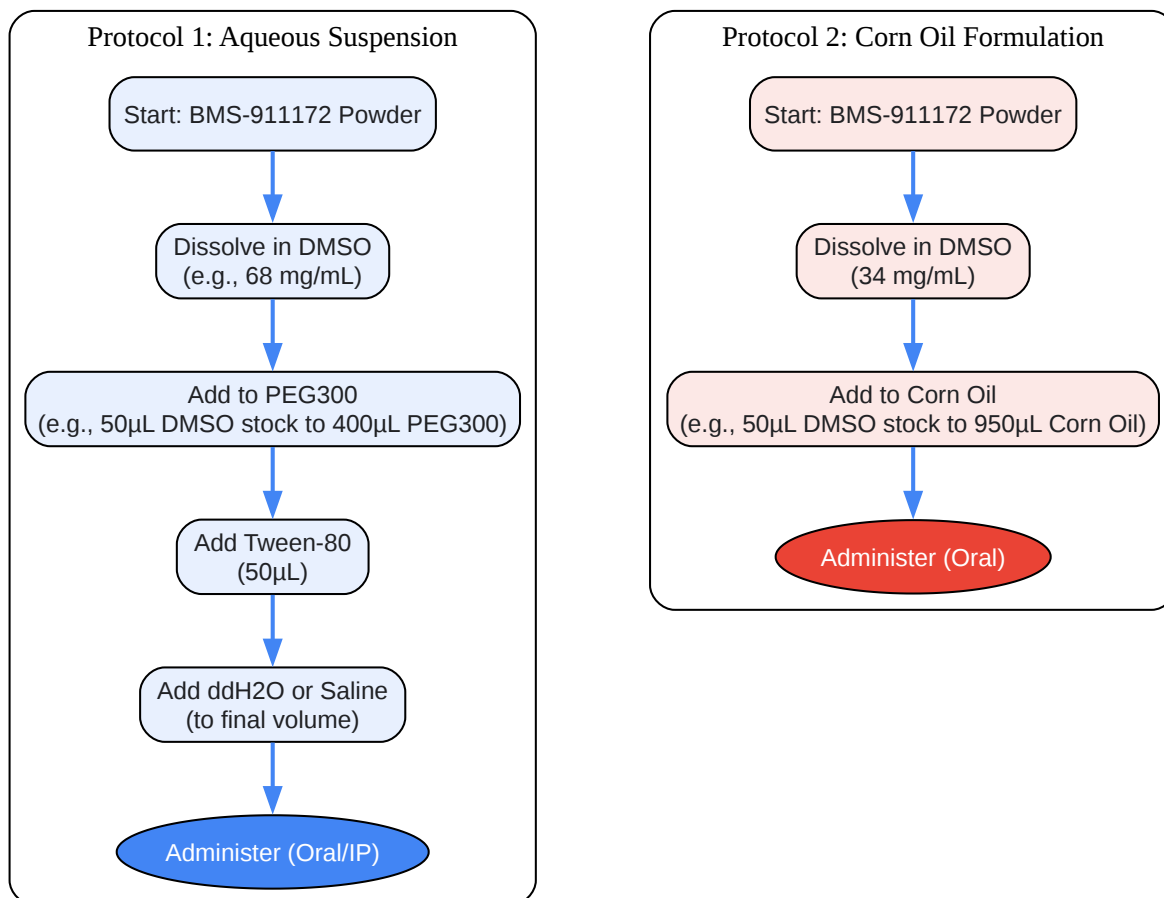 Protocol 1: Aqueous Suspension
Start: BMS-911172 Powder
Dissolve in DMSO
(e.g., 68 mg/mL)
Add to PEG300
(e.g., 50µL DMSO stock to 400µL PEG300)
Add Tween-80
(50µL)
Add ddH2O or Saline
(to final volume)
Administer (Oral/IP)
Protocol 2: Corn Oil Formulation
Start: BMS-911172 Powder
Dissolve in DMSO
(34 mg/mL)
Add to Corn Oil
(e.g., 50µL DMSO stock to 950µL Corn Oil)
Administer (Oral)